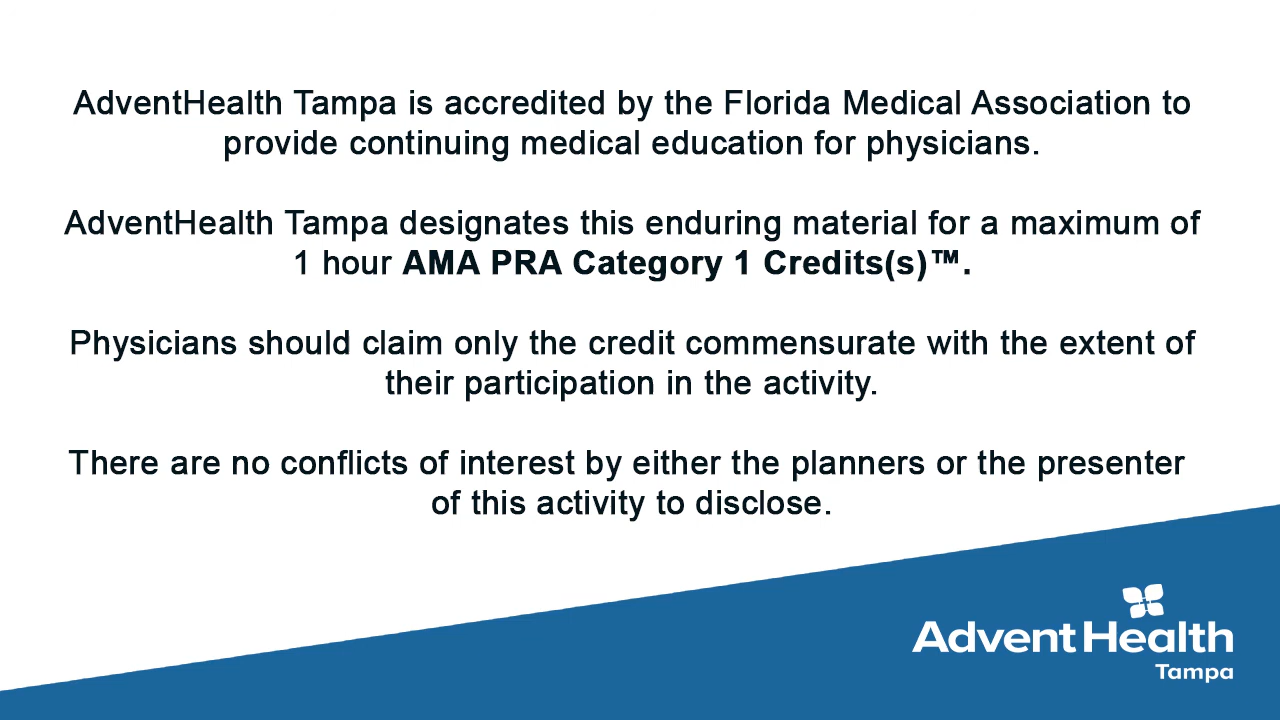 AdventHealth Tampa is accredited by the Florida Medical Association to
provide continuing medical education for physicians.
AdventHealth Tampa designates this enduring material for a maximum of
1 hour AMA PRA Category 1 Credits(s)™.
Physicians should claim only the credit commensurate with the extent of
their participation in the activity.
There are no conflicts of interest by either the planners or the presenter
of this activity to disclose.
Advent Health
Tampa